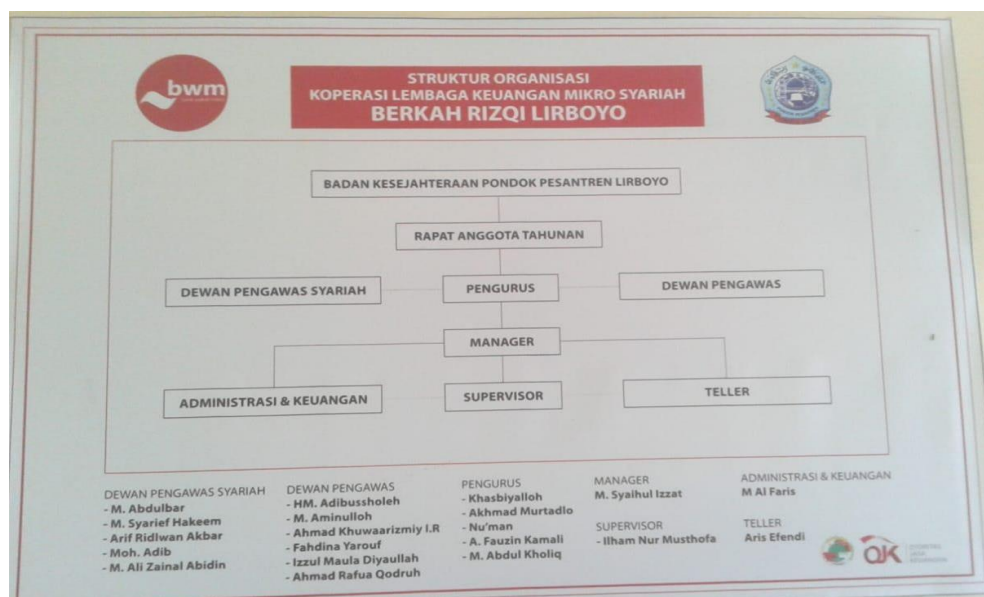 bwm
STRUKTUR ORGANISASI
KOPERASI LEMBAGA KEUANGAN MIKRO SYARIAH
BERKAH RIZQI LIRBOYO
BADAN KESEJAHTERAAN PONDOK PESANTREN LIRBOYO
RAPAT ANGGOTA TAHUNAN
DEWAN PENGAWAS SYARIAH
PENGURUS
DEWAN PENGAWAS
MANAGER
ADMINISTRASI & KEUANGAN
SUPERVISOR
TELLER
DEWAN PENGAWAS SYARIAH
- M. Abdulbar
- M. Syarief Hakeem
- Arif Ridlwan Akbar
- Moh. Adib
- M. Ali Zainal Abidin
DEWAN PENGAWAS
- HM. Adibussholeh
- M. Aminulloh
- Ahmad Khuwaarizmiy I.R
- Fahdina Yarouf
- Izzul Maula Diyaullah
- Ahmad Rafua Qodruh
PENGURUS
- Khasbiyalloh
- Akhmad Murtadlo
- Nu'man
- A. Fauzin Kamali
- M. Abdul Kholiq
MANAGER
M. Syaihul Izzat
SUPERVISOR
- Ilham Nur Musthofa
ADMINISTRASI & KEUANGAN
M Al Faris
TELLER
Aris Efendi
OJK
OTORITAS
JASA
KEUANGAN